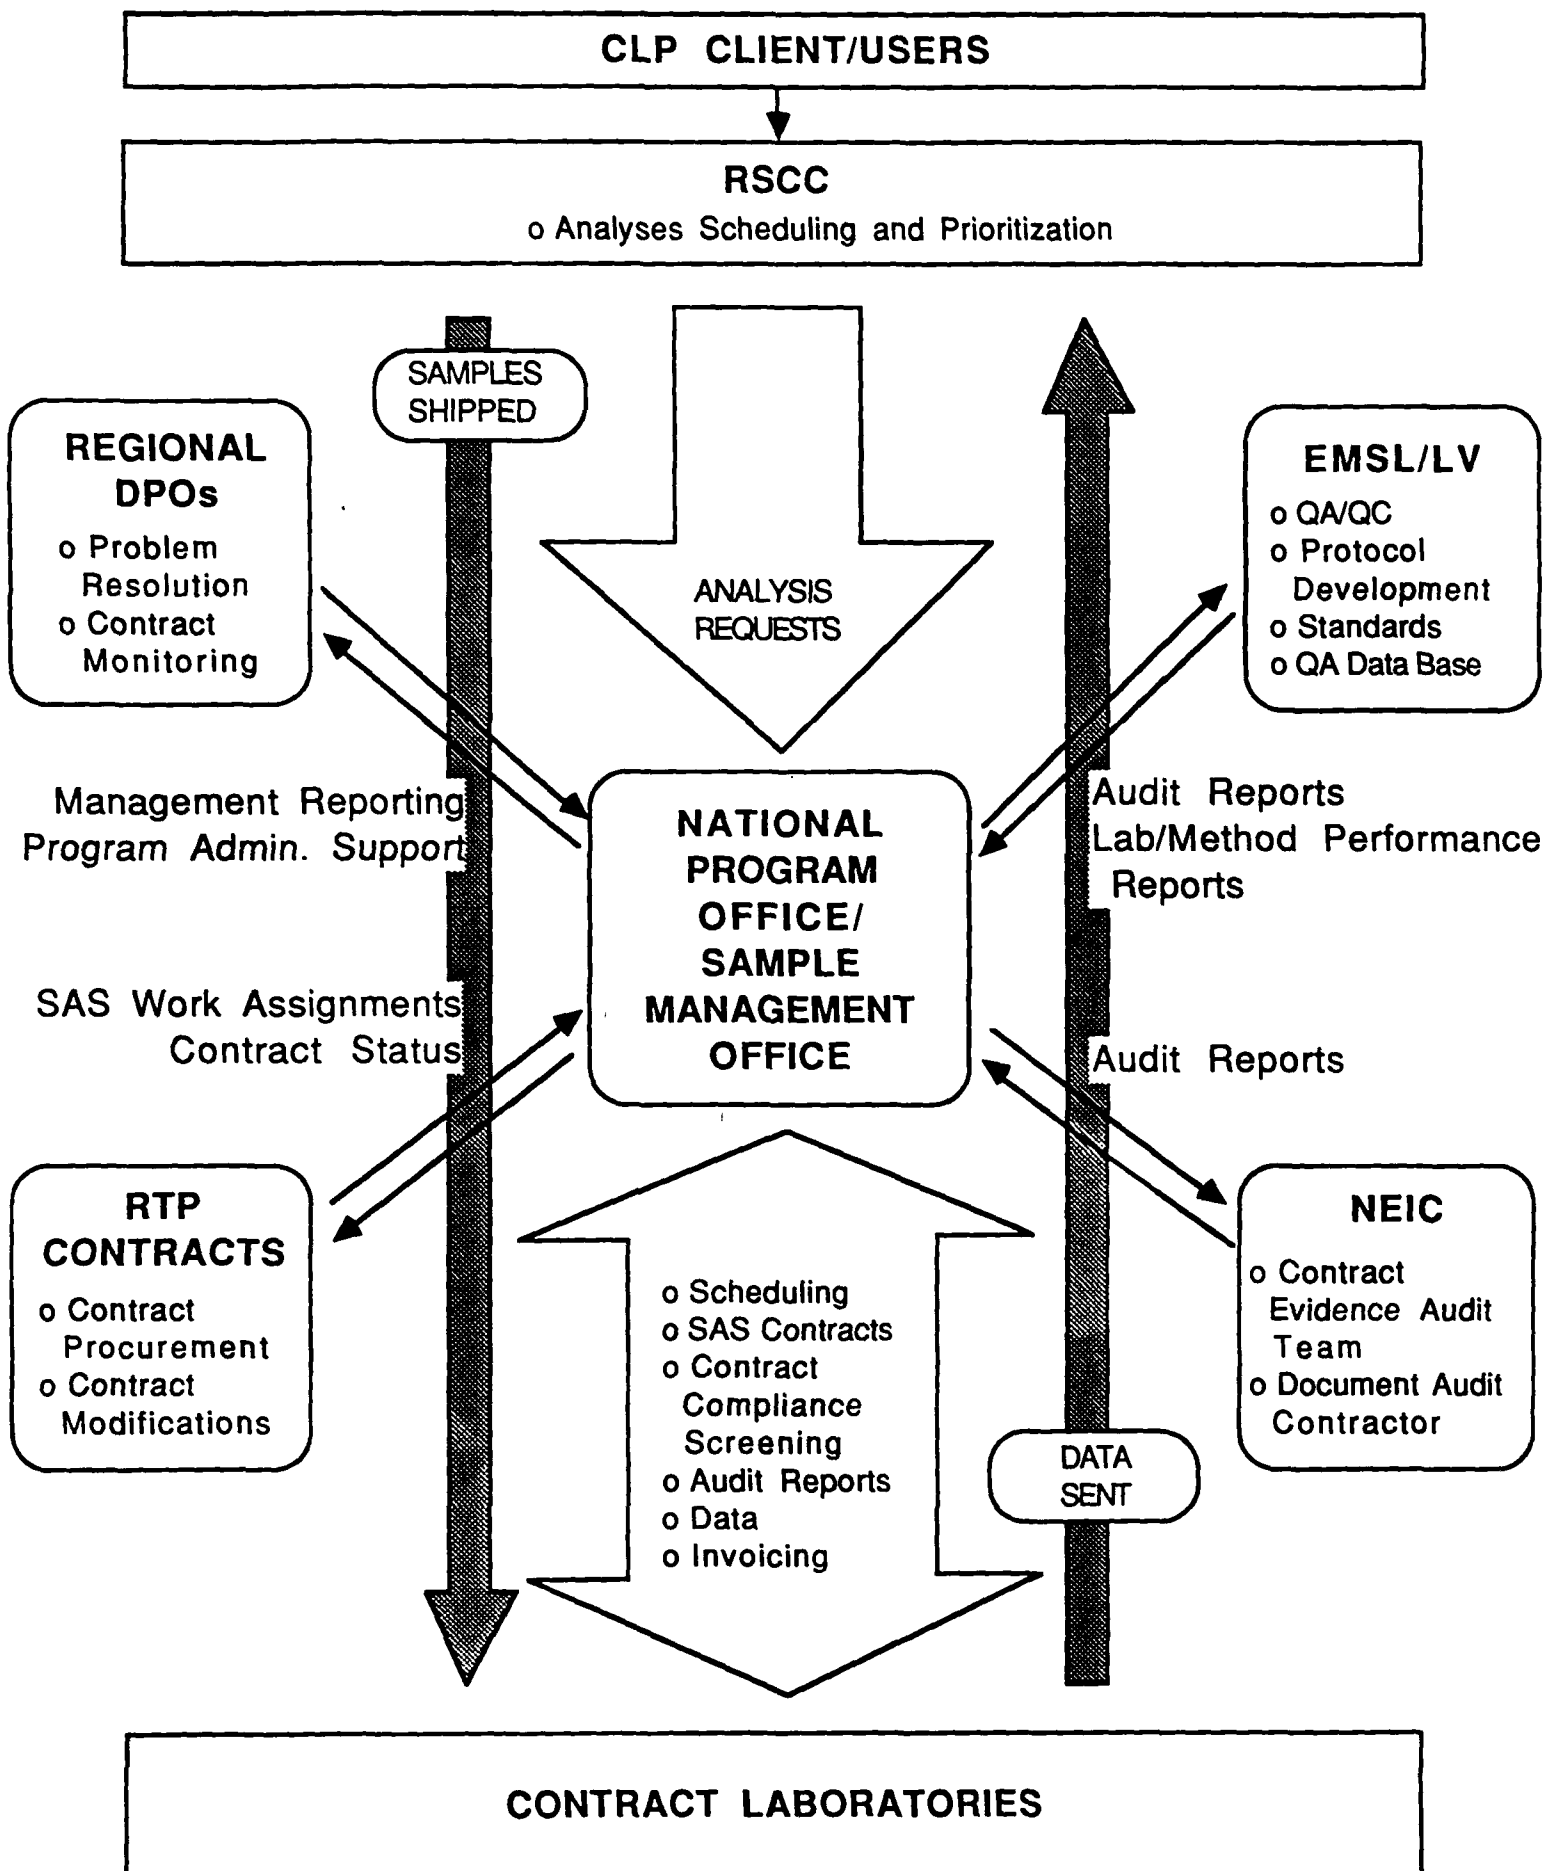 CLP CLIENT/USERS
RSCC
o Analyses Scheduling and Prioritization
SAMPLES
SHIPPED
ANALYSIS
REQUESTS
REGIONAL
DPOs
o Problem
Resolution
o Contract
Monitoring
EMSL/LV
o QA/QC
o Protocol
Development
o Standards
o QA Data Base
Management Reporting
Program Admin. Support
NATIONAL
PROGRAM
OFFICE/
SAMPLE
MANAGEMENT
OFFICE
Audit Reports
Lab/Method Performance
Reports
SAS Work Assignments
Contract Status
Audit Reports
RTP
CONTRACTS
o Contract
Procurement
o Contract
Modifications
o Scheduling
o SAS Contracts
o Contract
Compliance
Screening
o Audit Reports
o Data
o Invoicing
NEIC
o Contract
Evidence Audit
Team
o Document Audit
Contractor
DATA
SENT
CONTRACT LABORATORIES